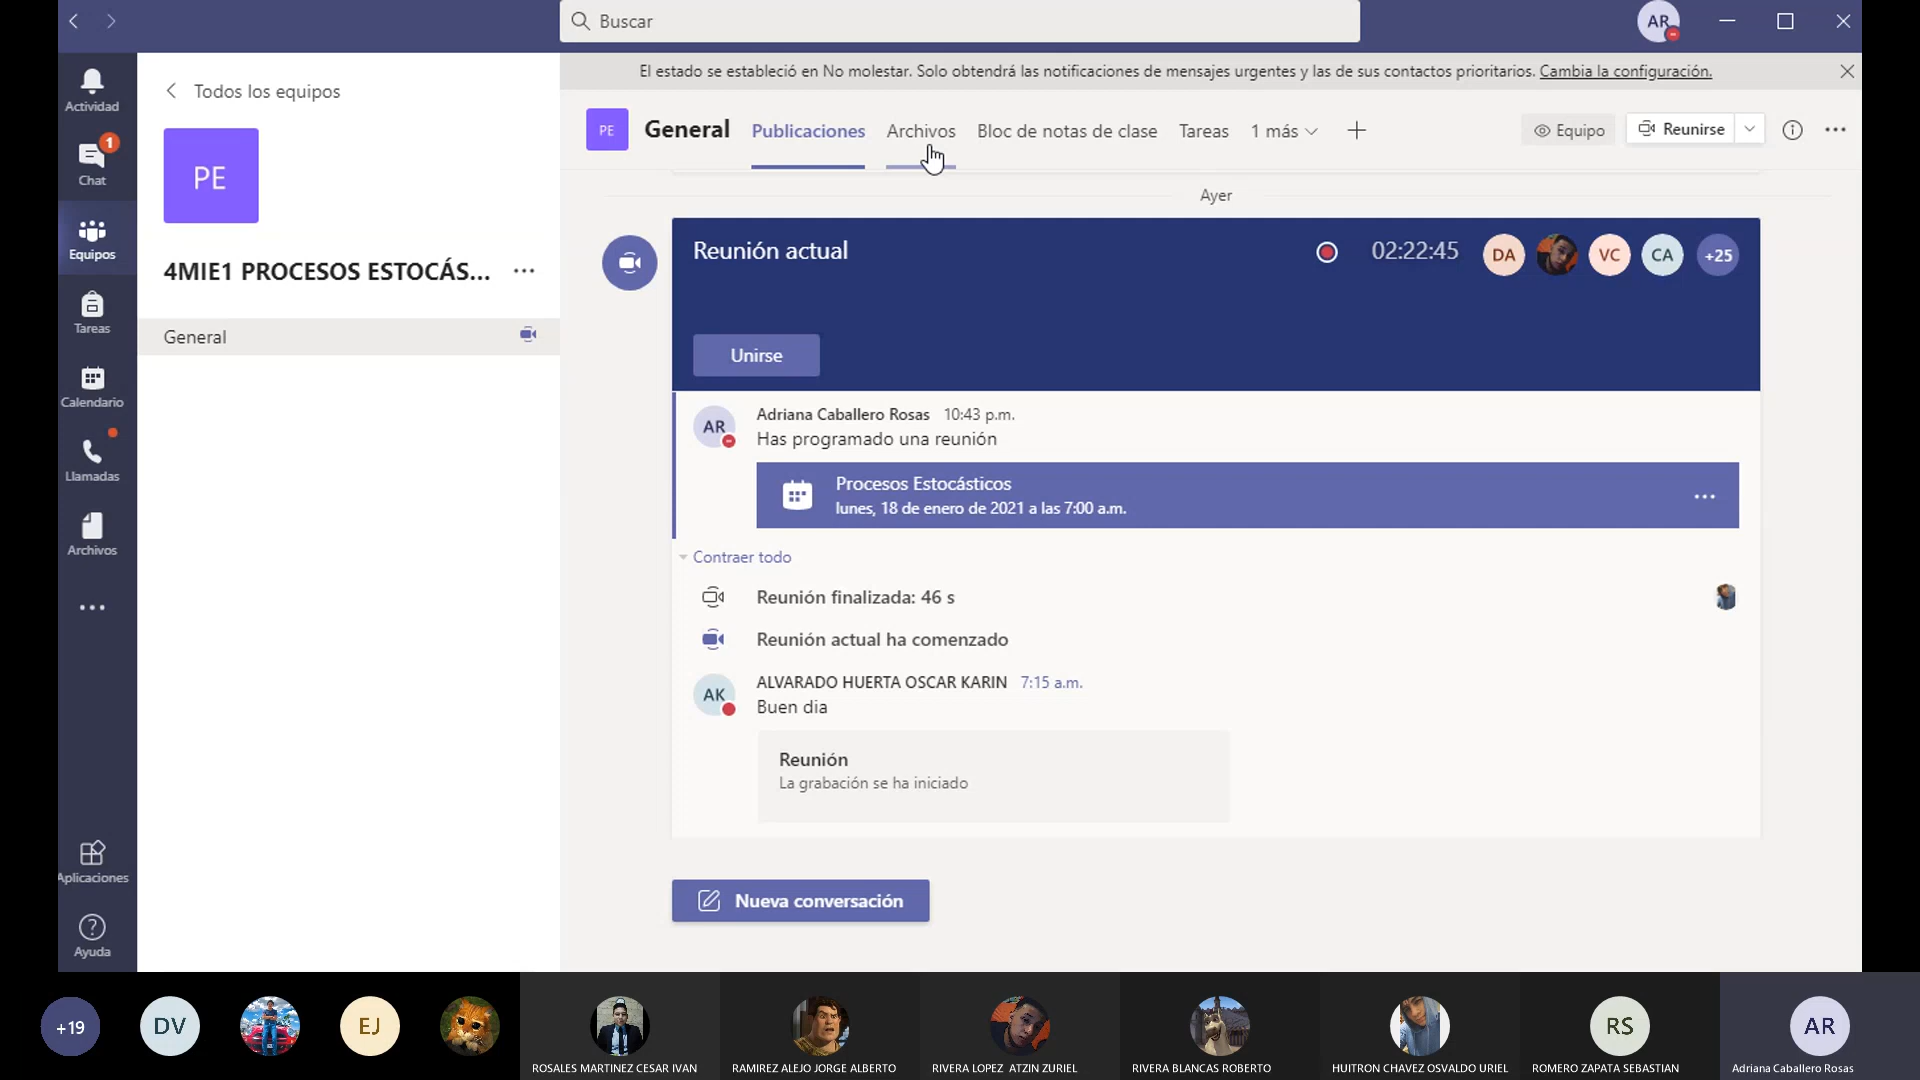 Buscar
AR
El estado se estableció en No molestar. Solo obtendrá las notificaciones de mensajes urgentes y las de sus contactos prioritarios. Cambia la configuración.
Actividad
Chat
1
Equipos
Tareas
Calendario
Llamadas
Archivos
Aplicaciones
Ayuda
Todos los equipos
PE
4MIE1 PROCESOS ESTOCÁS...
General
PE
General
Publicaciones
Archivos
Bloc de notas de clase
Tareas
1 más
Equipo
Reunirse
Ayer
Reunión actual
02:22:45
DA
VC
CA
+25
Unirse
AR
Adriana Caballero Rosas 10:43 p.m.
Has programado una reunión
Procesos Estocásticos
lunes, 18 de enero de 2021 a las 7:00 a.m.
Contraer todo
Reunión finalizada: 46 s
Reunión actual ha comenzado
AK
ALVARADO HUERTA OSCAR KARIN 7:15 a.m.
Buen dia
Reunión
La grabación se ha iniciado
Nueva conversación
+19
DV
EJ
ROSALES MARTINEZ CESAR IVAN
RAMIREZ ALEJO JORGE ALBERTO
RIVERA LOPEZ ATZIN ZURIEL
RIVERA BLANCAS ROBERTO
HUITRON CHAVEZ OSVALDO URIEL
RS
ROMERO ZAPATA SEBASTIAN
AR
Adriana Caballero Rosas